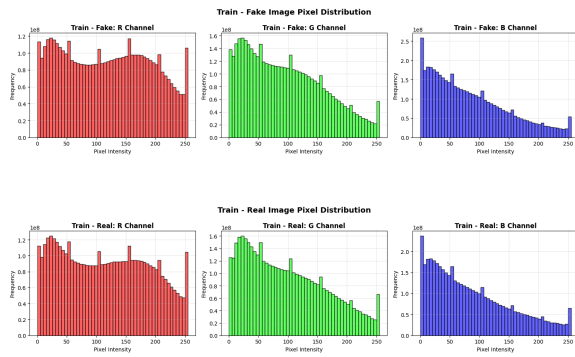 Train - Fake Image Pixel Distribution
Train - Fake: R Channel
Train - Fake: G Channel
Train - Fake: B Channel
1e8
1e8
1e8
Frequency
1.2
1.0
0.8
0.6
0.4
0.2
0.0
0 50 100 150 200 250
Pixel Intensity
Frequency
1.6
1.4
1.2
1.0
0.8
0.6
0.4
0.2
0.0
0 50 100 150 200 250
Pixel Intensity
Frequency
2.5
2.0
1.5
1.0
0.5
0.0
0 50 100 150 200 250
Pixel Intensity
Train - Real Image Pixel Distribution
Train - Real: R Channel
Train - Real: G Channel
Train - Real: B Channel
1e8
1e8
1e8
Frequency
1.2
1.0
0.8
0.6
0.4
0.2
0.0
0 50 100 150 200 250
Pixel Intensity
Frequency
1.6
1.4
1.2
1.0
0.8
0.6
0.4
0.2
0.0
0 50 100 150 200 250
Pixel Intensity
Frequency
2.0
1.5
1.0
0.5
0.0
0 50 100 150 200 250
Pixel Intensity